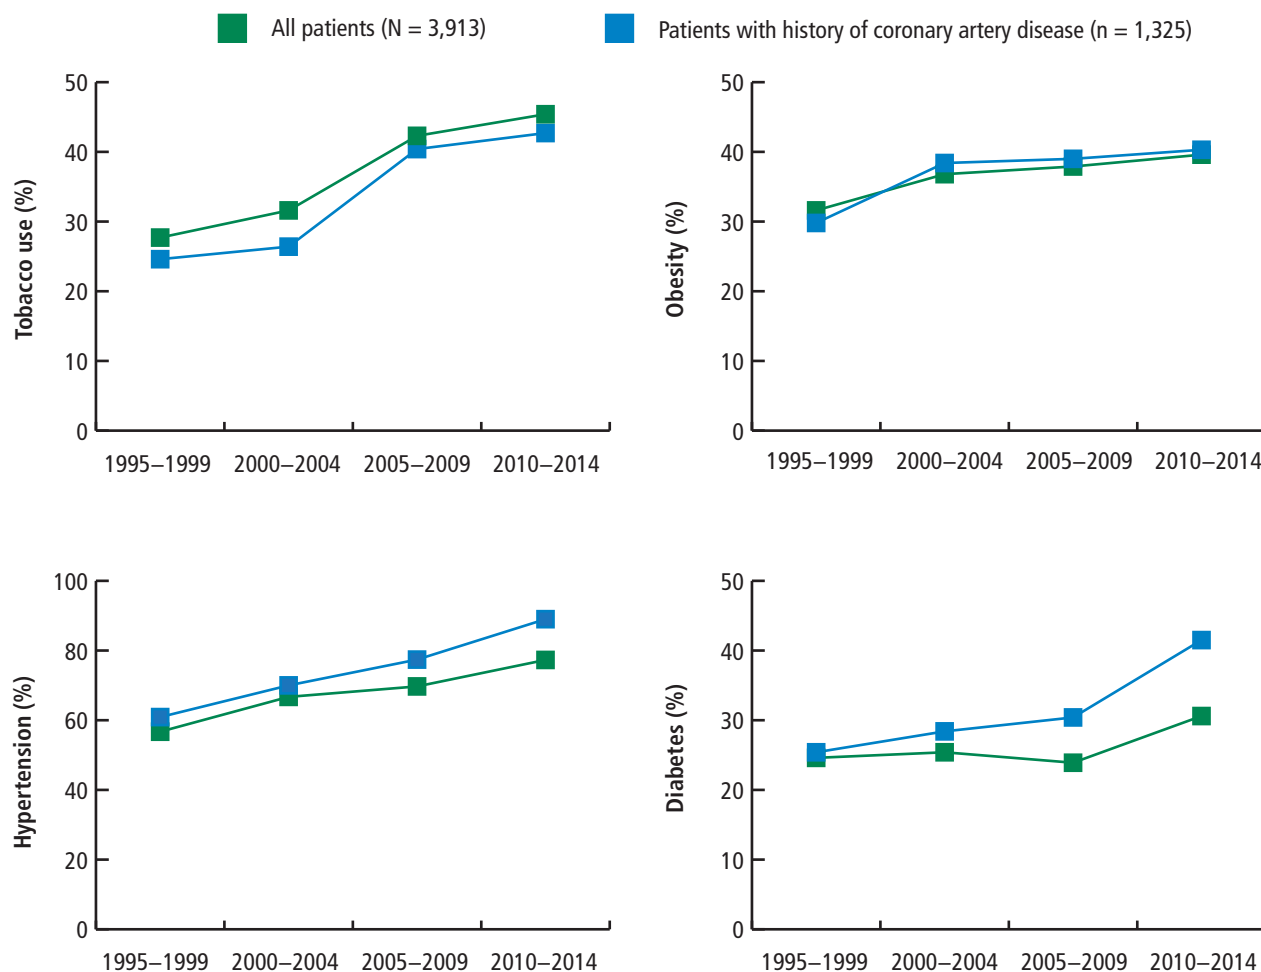 All patients (N = 3,913)
Patients with history of coronary artery disease (n = 1,325)
Tobacco use (%)
50
40
30
20
10
0
1995–1999 2000–2004 2005–2009 2010–2014
Obesity (%)
50
40
30
20
10
0
1995–1999 2000–2004 2005–2009 2010–2014
Hypertension (%)
100
80
60
40
20
0
1995–1999 2000–2004 2005–2009 2010–2014
Diabetes (%)
50
40
30
20
10
0
1995–1999 2000–2004 2005–2009 2010–2014